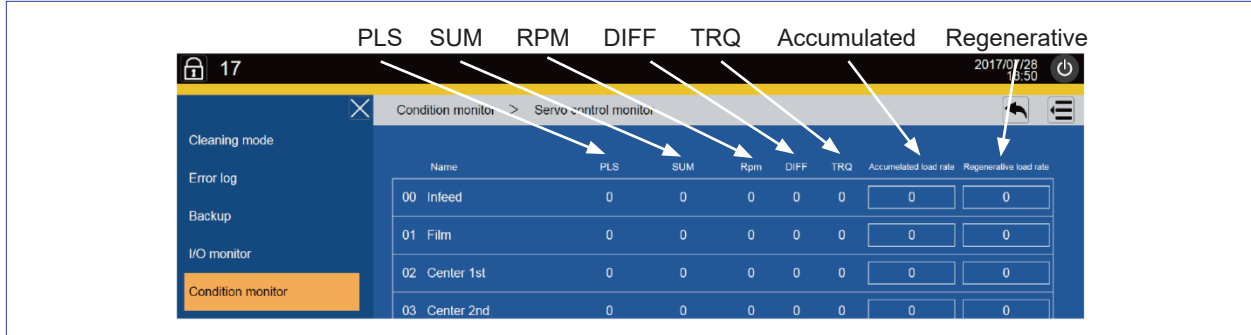 PLS SUM RPM DIFF TRQ Accumulated Regenerative
17 2017/07/28
18:50
Condition monitor > Servo control monitor
Cleaning mode
Name PLS SUM Rpm DIFF TRQ Accumelated load rate Regenerative load rate
Error log
00 Infeed 0 0 0 0 0 0 0
Backup
01 Film 0 0 0 0 0 0 0
I/O monitor
02 Center 1st 0 0 0 0 0 0 0
Condition monitor
03 Center 2nd 0 0 0 0 0 0 0